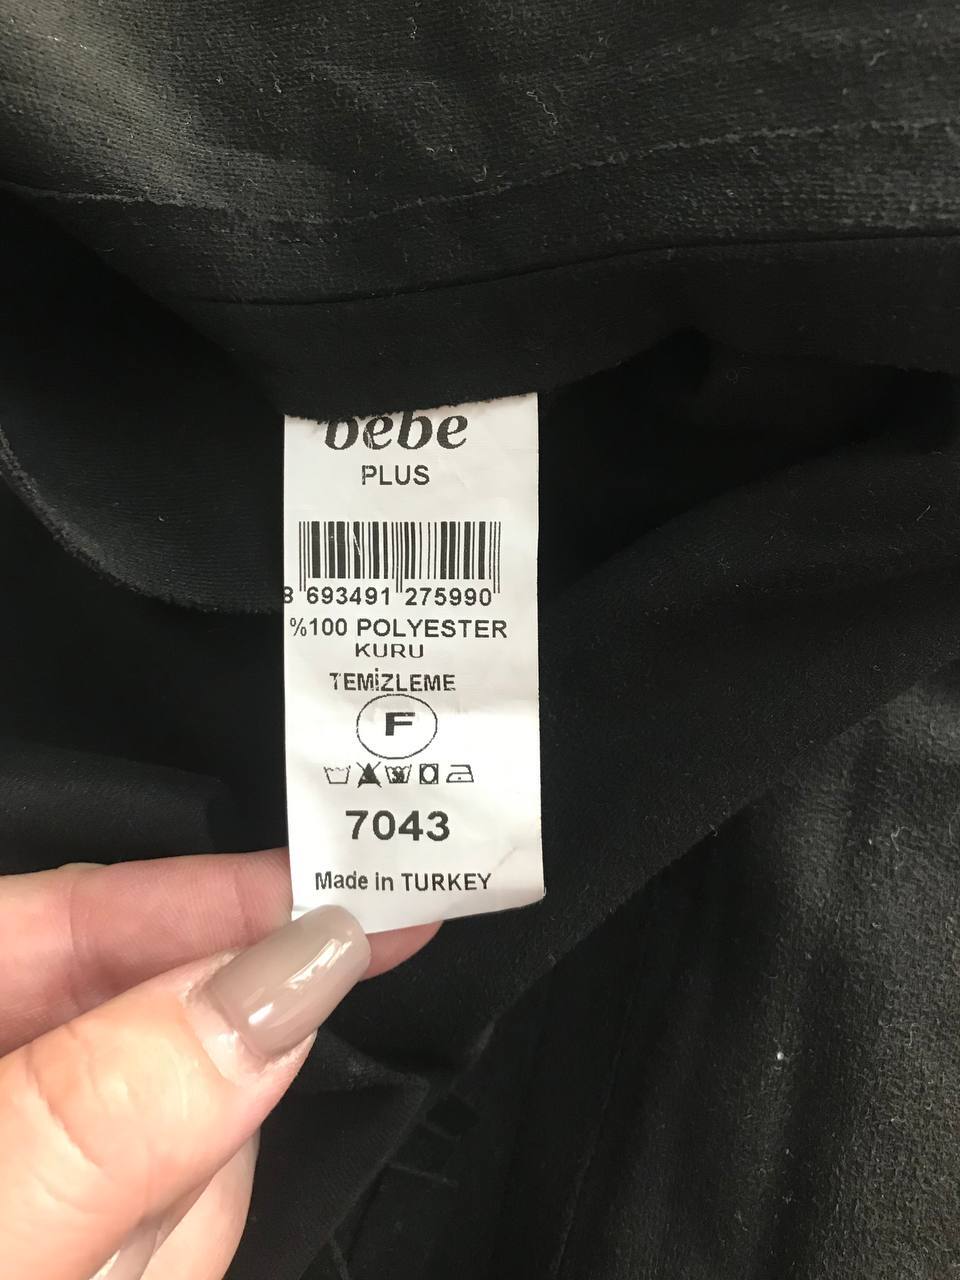 bebe
PLUS
8 693491 275990
%100 POLYESTER
KURU
TEMİZLEME
F
7043
Made in TURKEY